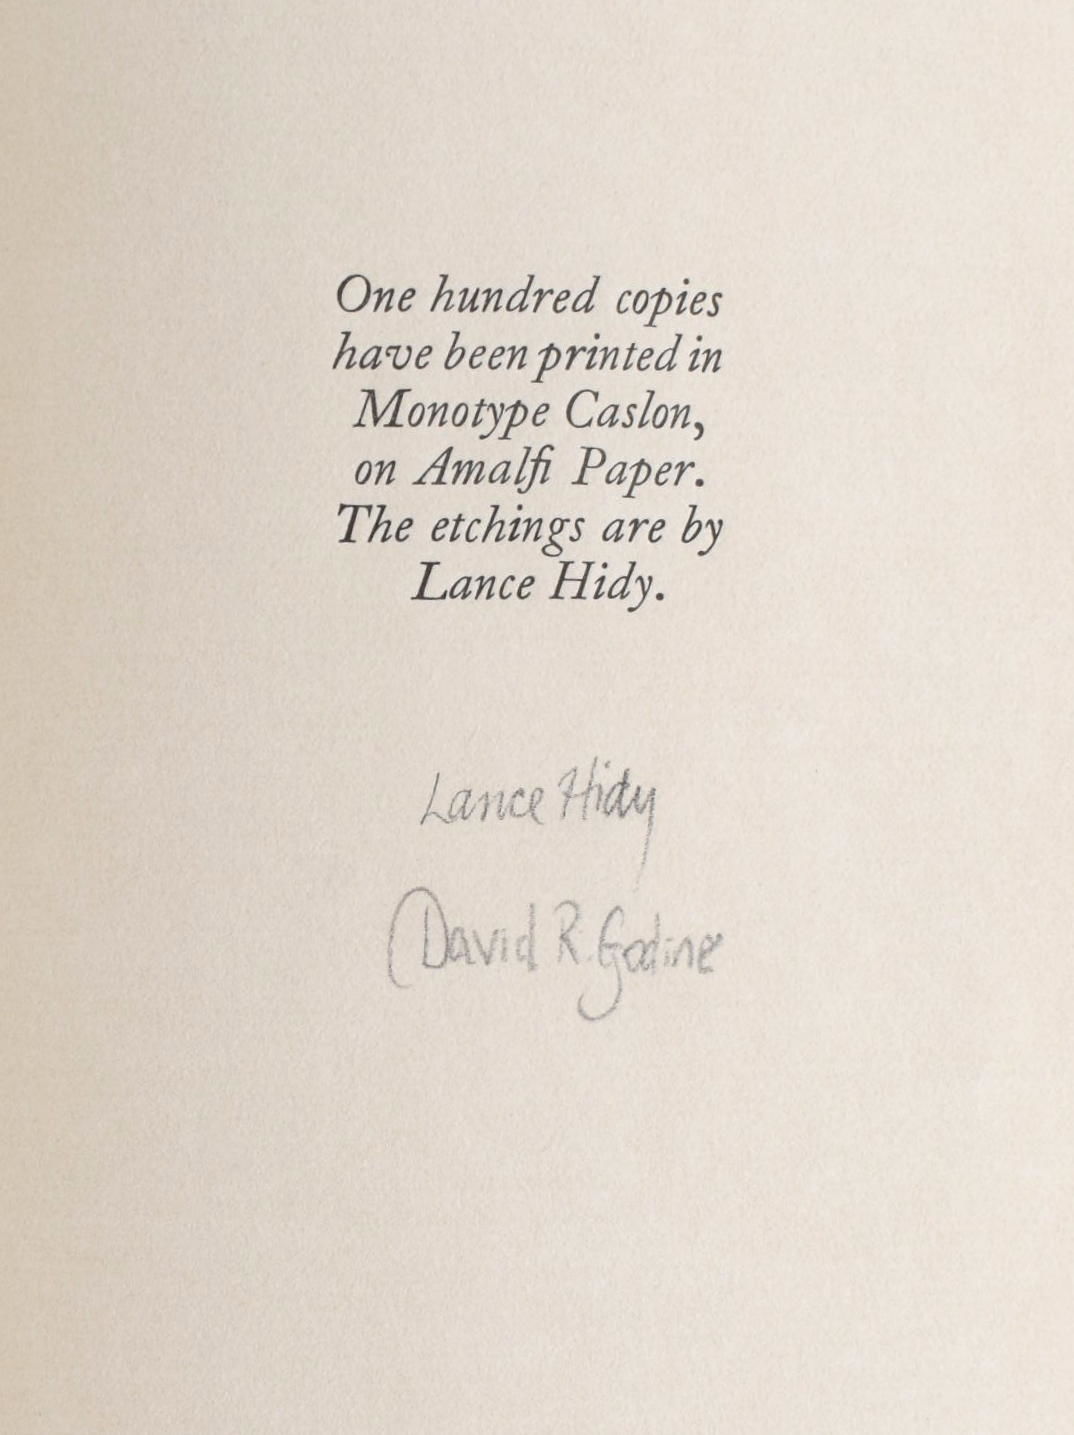 One hundred copies
have been printed in
Monotype Caslon,
on Amalfi Paper.
The etchings are by
Lance Hidy.
Lance Hidy
David R. Godine